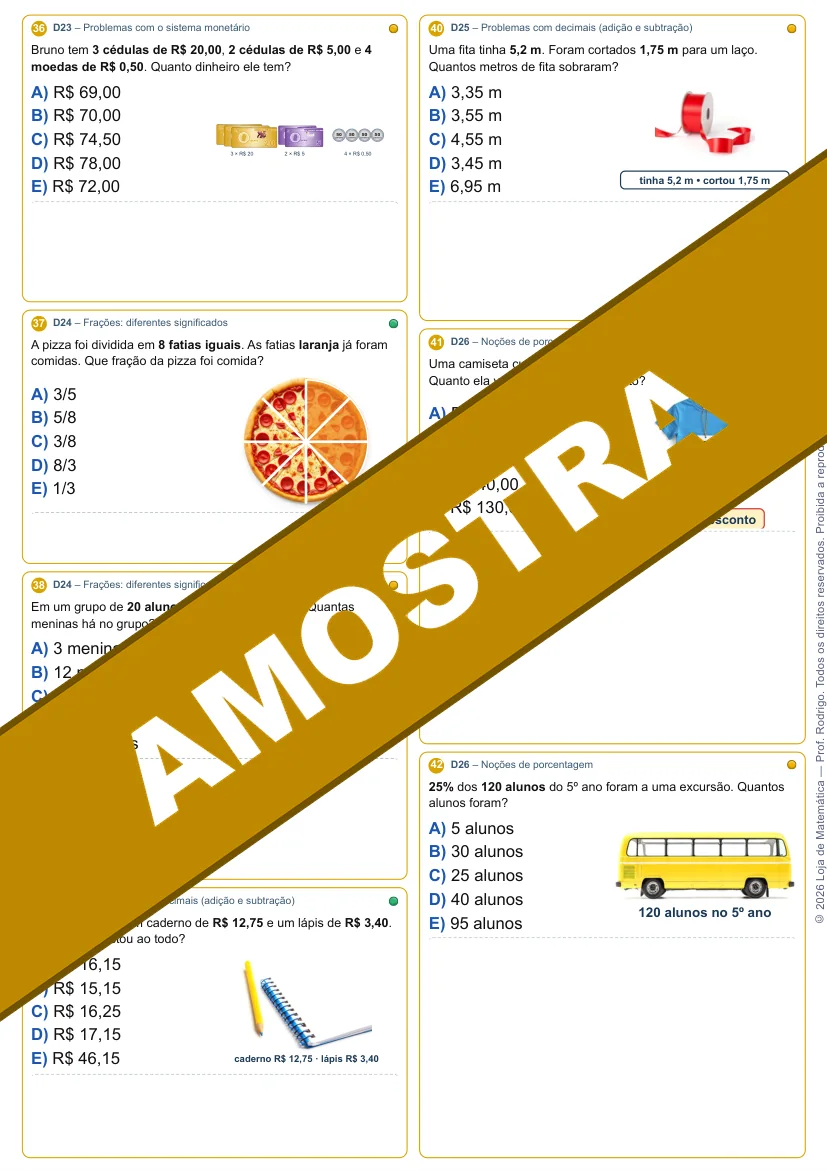 36 D23 – Problemas com o sistema monetário
Bruno tem 3 cédulas de R$ 20,00, 2 cédulas de R$ 5,00 e 4
moedas de R$ 0,50. Quanto dinheiro ele tem?
A) R$ 69,00
B) R$ 70,00
C) R$ 74,50
D) R$ 78,00
E) R$ 72,00
3 × R$ 20
2 × R$ 5
4 × R$ 0,50
37 D24 – Frações: diferentes significados
A pizza foi dividida em 8 fatias iguais. As fatias laranja já foram
comidas. Que fração da pizza foi comida?
A) 3/5
B) 5/8
C) 3/8
D) 8/3
E) 1/3
38 D24 – Frações: diferentes
Em um grupo de 20
Quantas
meninas há no grupo?
A) 3
B) 12
C)
(adição e subtração)
caderno de R$ 12,75 e um lápis de R$ 3,40.
ao todo?
16,15
R$ 15,15
C) R$ 16,25
D) R$ 17,15
E) R$ 46,15
caderno R$ 12,75 · lápis R$ 3,40
40 D25 – Problemas com decimais (adição e subtração)
Uma fita tinha 5,2 m. Foram cortados 1,75 m para um laço.
Quantos metros de fita sobraram?
A) 3,35 m
B) 3,55 m
C) 4,55 m
D) 3,45 m
E) 6,95 m
tinha 5,2 m • cortou 1,75 m
41 D26 – Noções de
Uma camiseta
Quanto ela
A)
R$ 130,
42 D26 – Noções de porcentagem
25% dos 120 alunos do 5º ano foram a uma excursão. Quantos
alunos foram?
A) 5 alunos
B) 30 alunos
C) 25 alunos
D) 40 alunos
E) 95 alunos
120 alunos no 5º ano
AMOSTRA
© 2026 Loja de Matemática — Prof. Rodrigo. Todos os direitos reservados. Proibida a